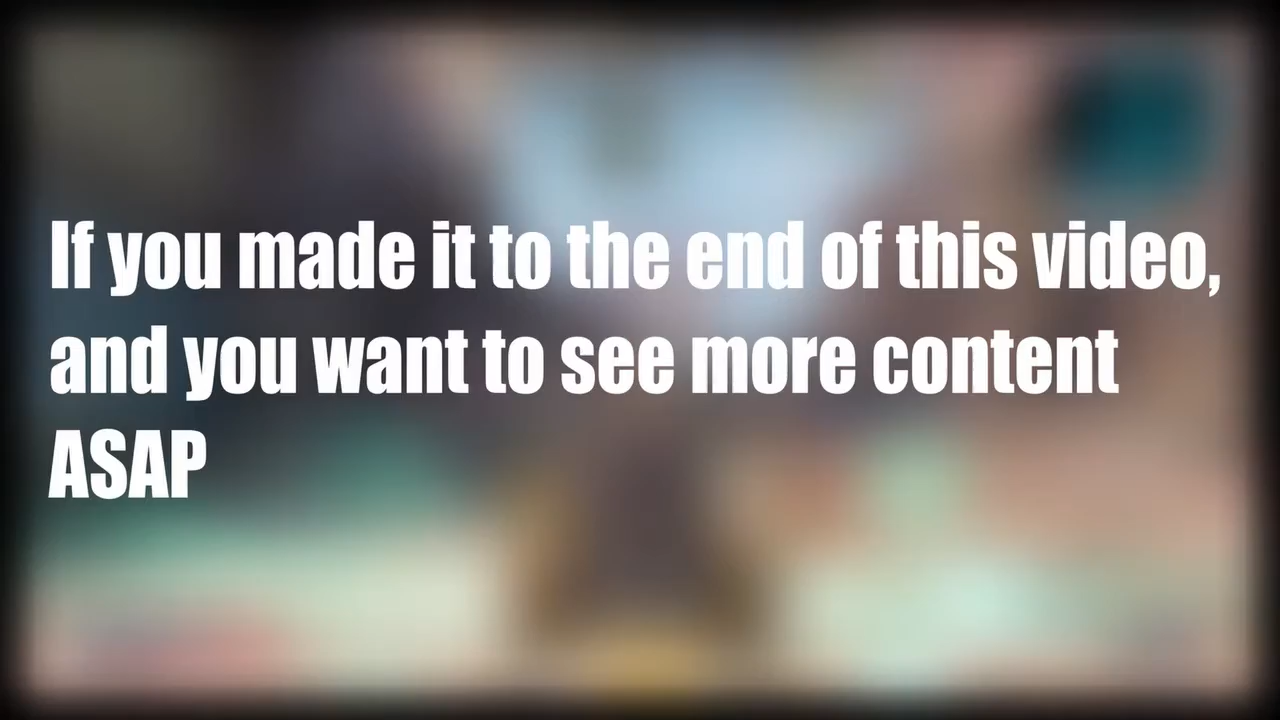 If you made it to the end of this video,
and you want to see more content
ASAP